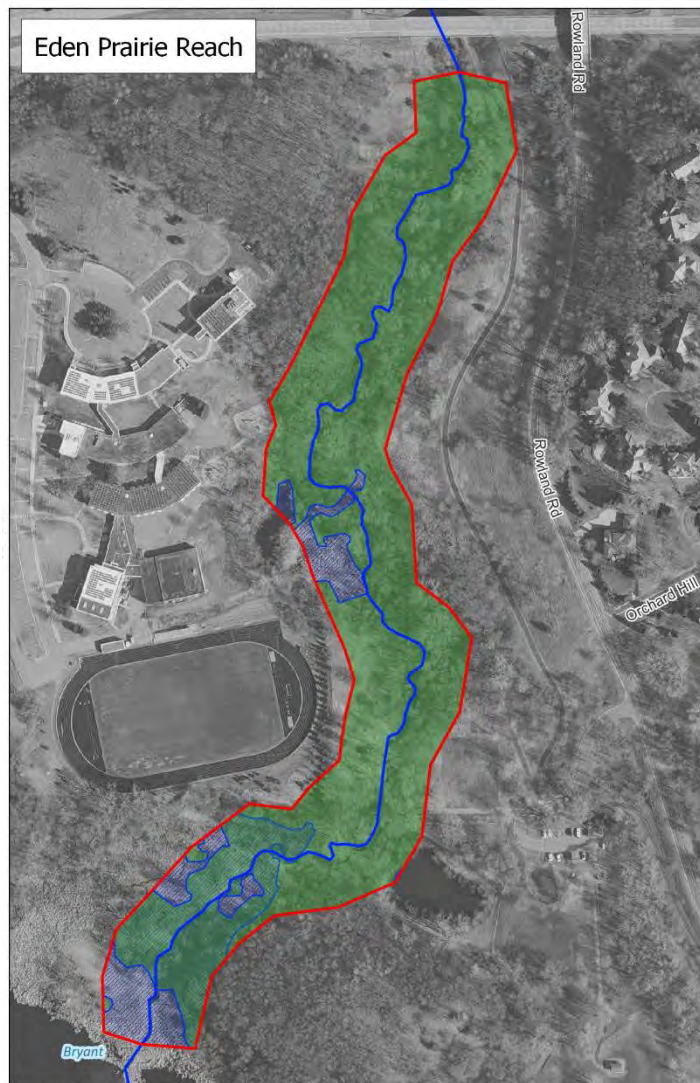 Eden Prairie Reach
Rowland Rd
Rowland Rd
Orchard Hill
Bryant